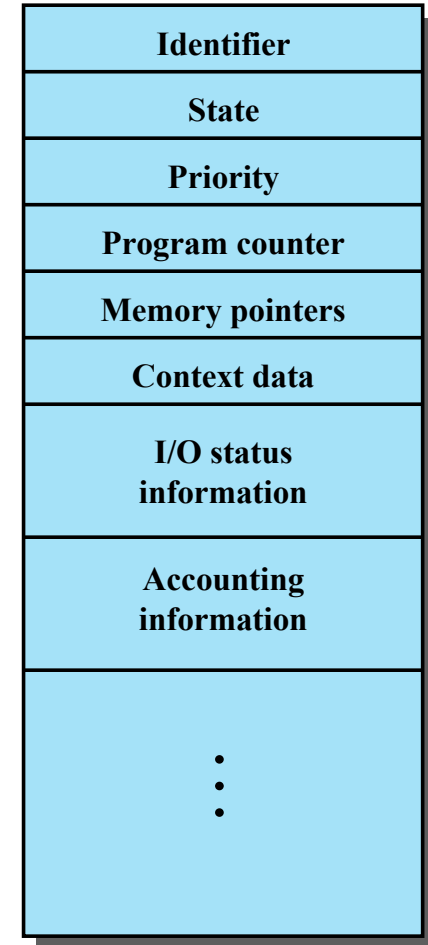 Identifier
State
Priority
Program counter
Memory pointers
Context data
I/O status
information
Accounting
information